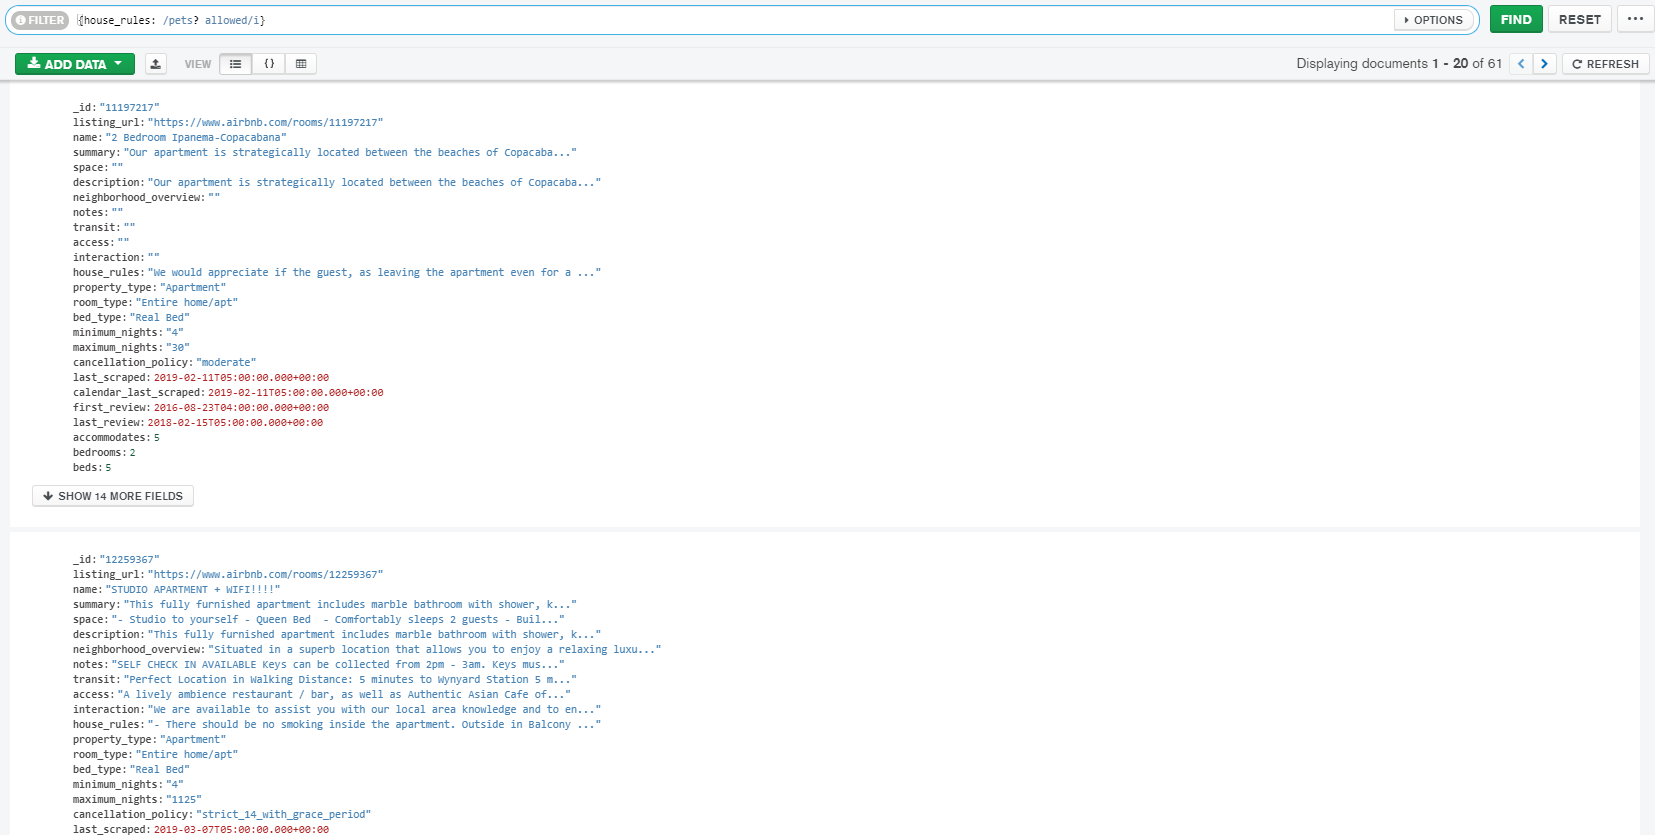 FILTER {house_rules: /pets? allowed/i} OPTIONS FIND RESET ...
ADD DATA VIEW {} Displaying documents 1 - 20 of 61 < > REFRESH
_id: "11197217"
listing_url: "https://www.airbnb.com/rooms/11197217"
name: "2 Bedroom Ipanema-Copacabana"
summary: "Our apartment is strategically located between the beaches of Copacaba..."
space: ""
description: "Our apartment is strategically located between the beaches of Copacaba..."
neighborhood_overview: ""
notes: ""
transit: ""
access: ""
interaction: ""
house_rules: "We would appreciate if the guest, as leaving the apartment even for a ..."
property_type: "Apartment"
room_type: "Entire home/apt"
bed_type: "Real Bed"
minimum_nights: "4"
maximum_nights: "30"
cancellation_policy: "moderate"
last_scraped: 2019-02-11T05:00:00.000+00:00
calendar_last_scraped: 2019-02-11T05:00:00.000+00:00
first_review: 2016-08-23T04:00:00.000+00:00
last_review: 2018-02-15T05:00:00.000+00:00
accommodates: 5
bedrooms: 2
beds: 5
SHOW 14 MORE FIELDS
_id: "12259367"
listing_url: "https://www.airbnb.com/rooms/12259367"
name: "STUDIO APARTMENT + WIFI!!!!"
summary: "This fully furnished apartment includes marble bathroom with shower, k..."
space: "- Studio to yourself - Queen Bed  - Comfortably sleeps 2 guests - Buil..."
description: "This fully furnished apartment includes marble bathroom with shower, k..."
neighborhood_overview: "Situated in a superb location that allows you to enjoy a relaxing luxu..."
notes: "SELF CHECK IN AVAILABLE Keys can be collected from 2pm - 3am. Keys mus..."
transit: "Perfect Location in Walking Distance: 5 minutes to Wynyard Station 5 m..."
access: "A lively ambience restaurant / bar, as well as Authentic Asian Cafe of..."
interaction: "We are available to assist you with our local area knowledge and to en..."
house_rules: "- There should be no smoking inside the apartment. Outside in Balcony ..."
property_type: "Apartment"
room_type: "Entire home/apt"
bed_type: "Real Bed"
minimum_nights: "4"
maximum_nights: "1125"
cancellation_policy: "strict_14_with_grace_period"
last_scraped: 2019-03-07T05:00:00.000+00:00